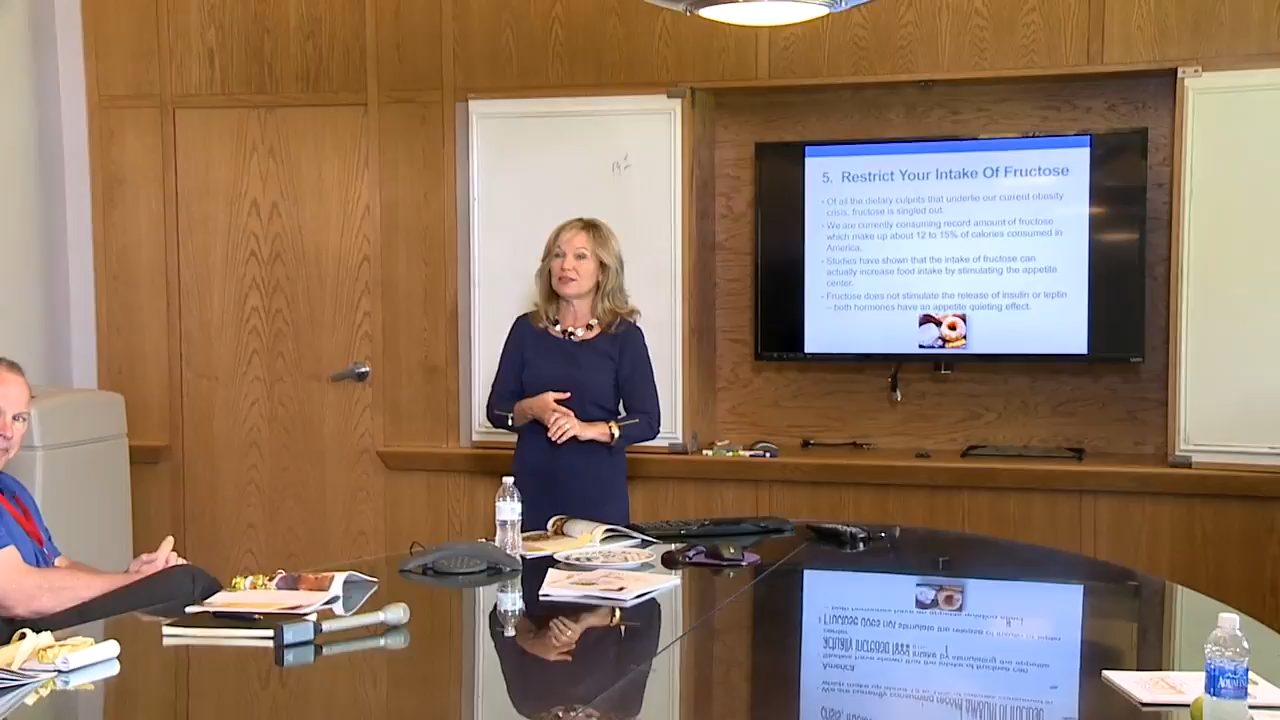 5. Restrict Your Intake Of Fructose
- Of all the dietary culprits that underlie our current obesity
crisis, fructose is singled out.
- We are currently consuming record amount of fructose
which make up about 12 to 15% of calories consumed in
America.
- Studies have shown that the intake of fructose can
actually increase food intake by stimulating the appetite
center.
- Fructose does not stimulate the release of insulin or leptin
– both hormones have an appetite quieting effect.
AQUAFINA